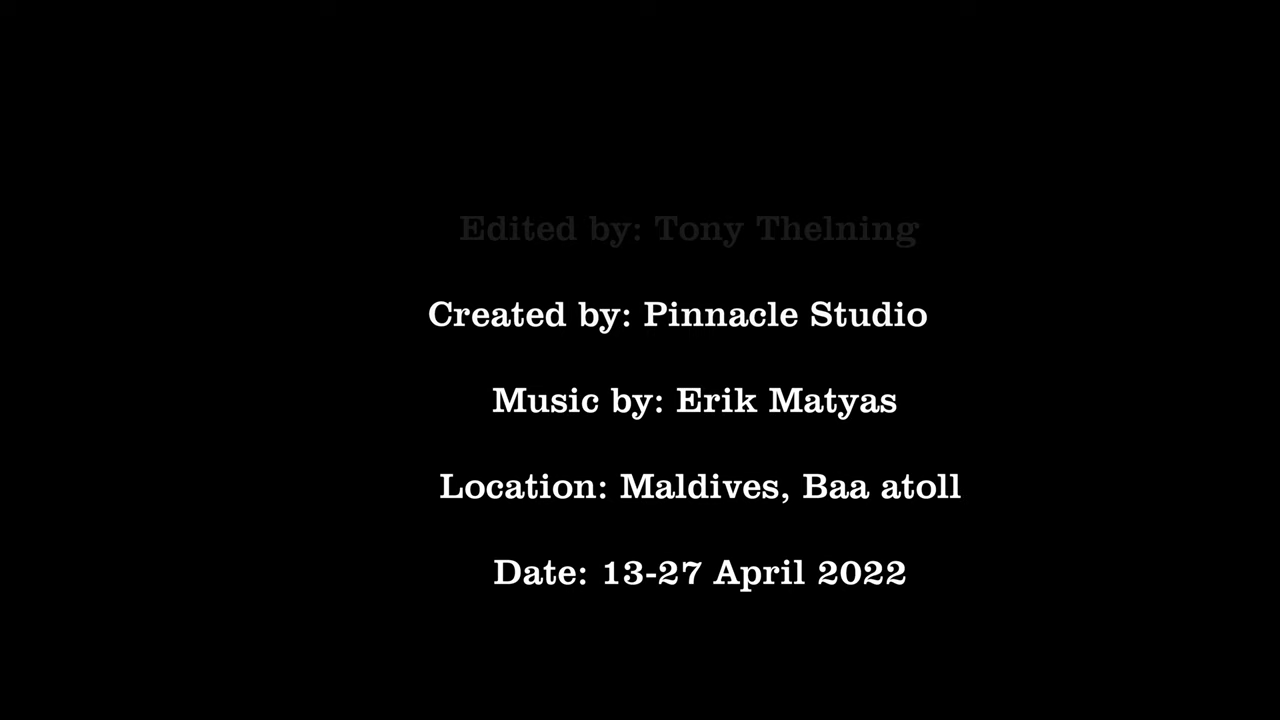 Edited by: Tony Thelning
Created by: Pinnacle Studio
Music by: Erik Matyas
Location: Maldives, Baa atoll
Date: 13-27 April 2022